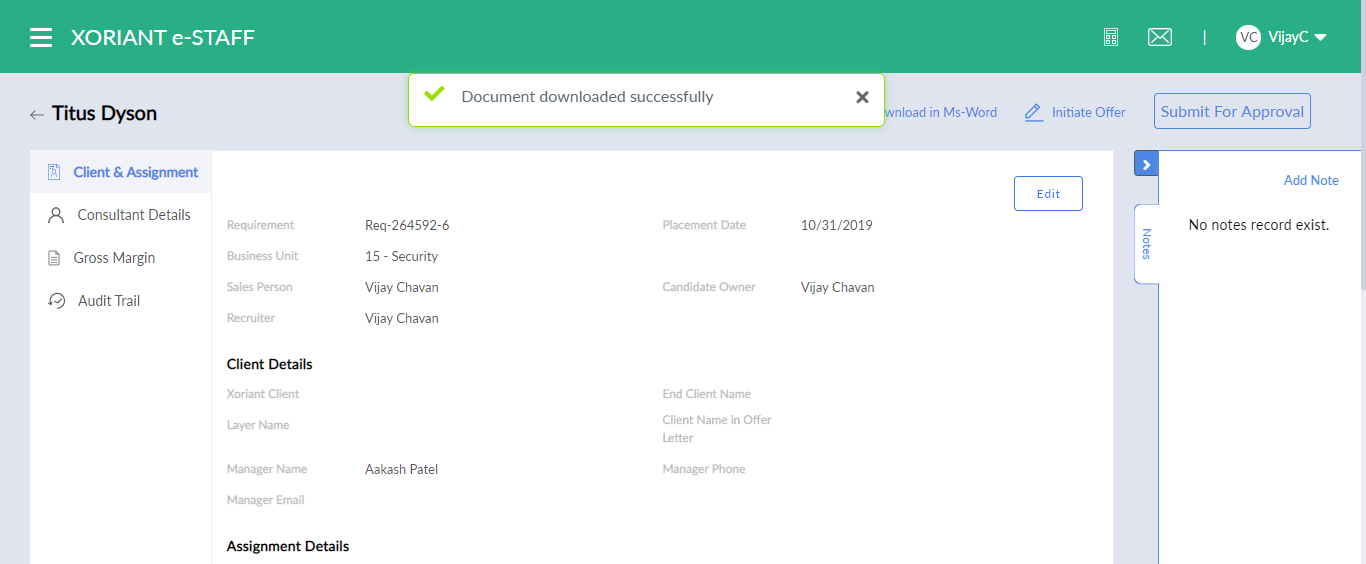 XORIANT e-STAFF
VC VijayC
Document downloaded successfully
Titus Dyson
wnload in Ms-Word
Initiate Offer
Submit For Approval
Client & Assignment
Consultant Details
Gross Margin
Audit Trail
Edit
Requirement Req-264592-6 Placement Date 10/31/2019
Business Unit 15 - Security
Sales Person Vijay Chavan Candidate Owner Vijay Chavan
Recruiter Vijay Chavan
Client Details
Xoriant Client End Client Name
Layer Name Client Name in Offer
Letter
Manager Name Aakash Patel Manager Phone
Manager Email
Assignment Details
Add Note
Notes
No notes record exist.